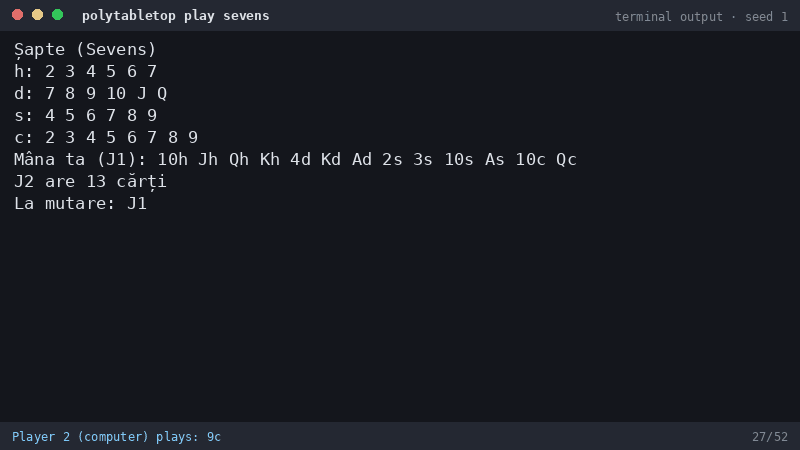 polytabletop play sevens
terminal output · seed 1
Șapte (Sevens)
h: 2 3 4 5 6 7
d: 7 8 9 10 J Q
s: 4 5 6 7 8 9
c: 2 3 4 5 6 7 8 9
Mâna ta (J1): 10h Jh Qh Kh 4d Kd Ad 2s 3s 10s As 10c Qc
J2 are 13 cărți
La mutare: J1
Player 2 (computer) plays: 9c
27/52